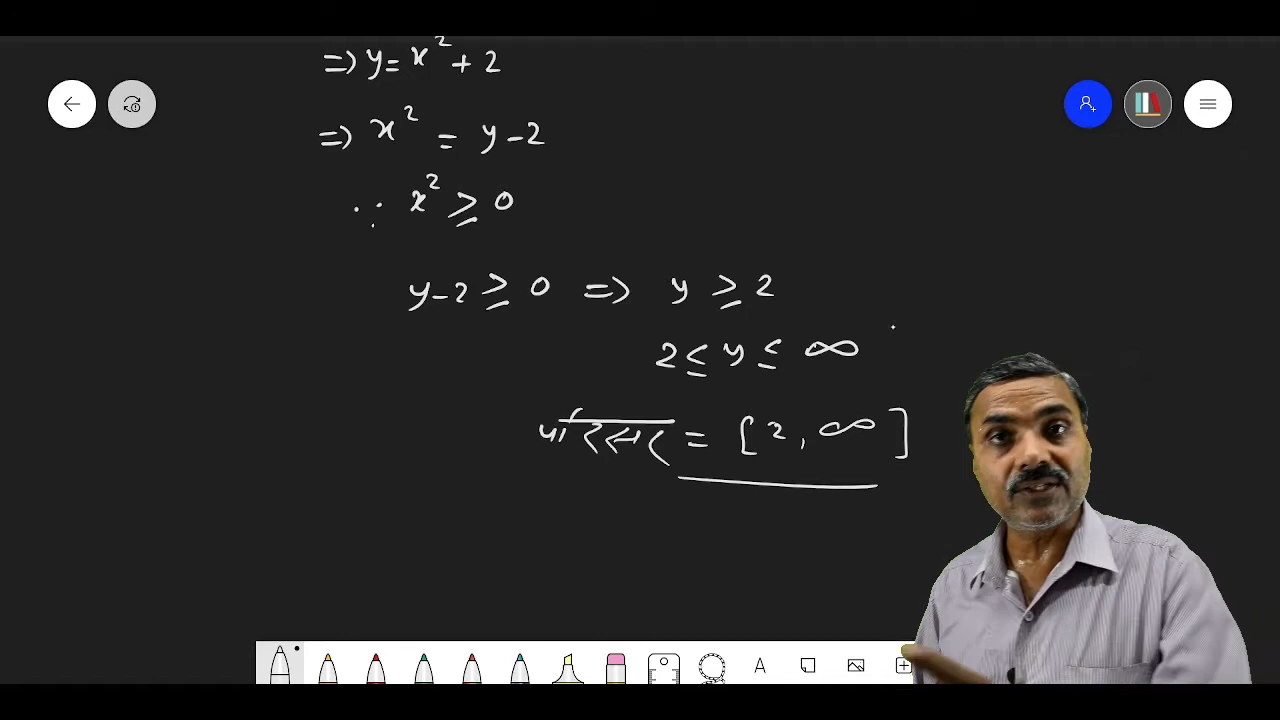 ⇒ y = x² + 2
⇒ x² = y - 2
∵ x² ≥ 0
y - 2 ≥ 0 ⇒ y ≥ 2
2 ≤ y ≤ ∞
परिसर = [2, ∞]
A